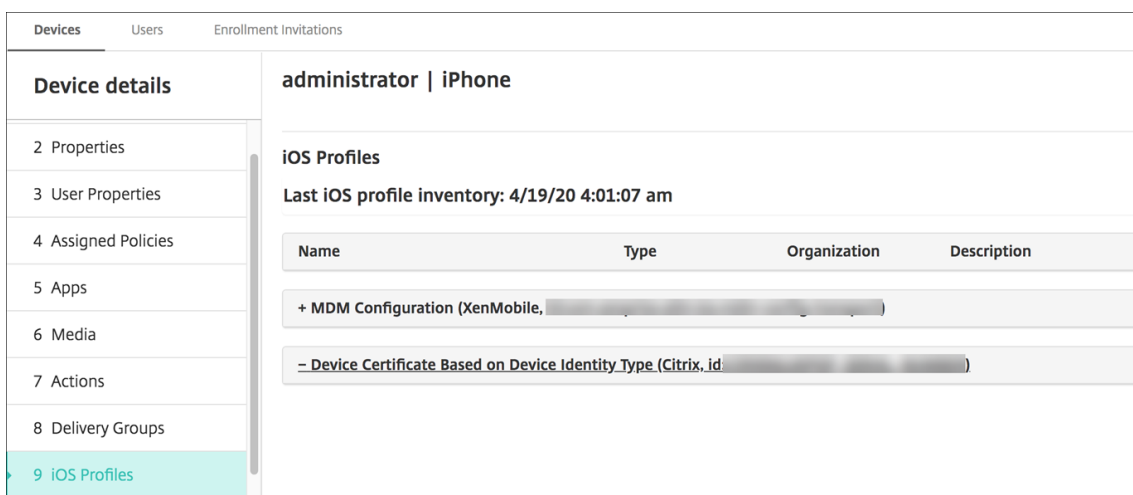 Devices Users Enrollment Invitations
Device details
administrator | iPhone
2 Properties
3 User Properties
4 Assigned Policies
5 Apps
6 Media
7 Actions
8 Delivery Groups
9 iOS Profiles
iOS Profiles
Last iOS profile inventory: 4/19/20 4:01:07 am
Name Type Organization Description
+ MDM Configuration (XenMobile, )
– Device Certificate Based on Device Identity Type (Citrix, id: )